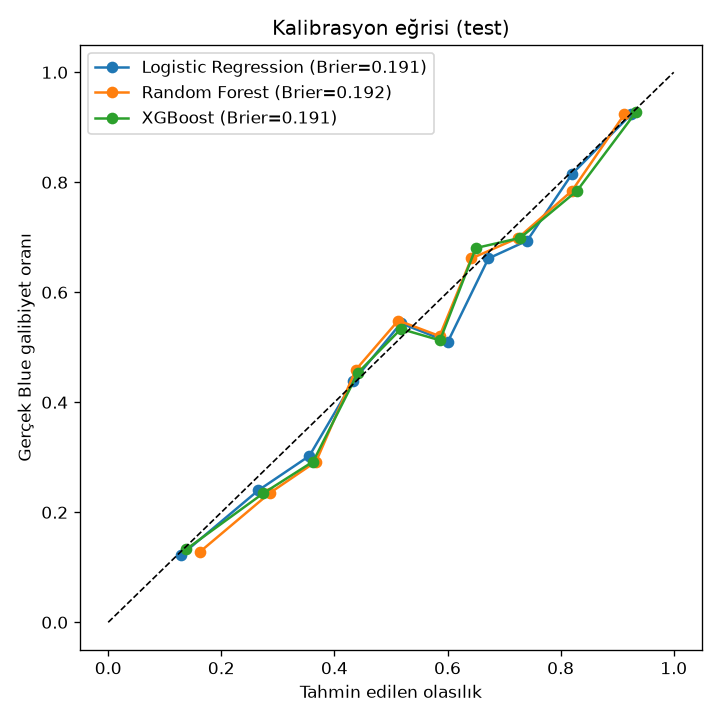 Kalibrasyon eğrisi (test)
Logistic Regression (Brier=0.191)
Random Forest (Brier=0.192)
XGBoost (Brier=0.191)
1.0
0.8
0.6
0.4
0.2
0.0
Gerçek Blue galibiyet oranı
0.0 0.2 0.4 0.6 0.8 1.0
Tahmin edilen olasılık